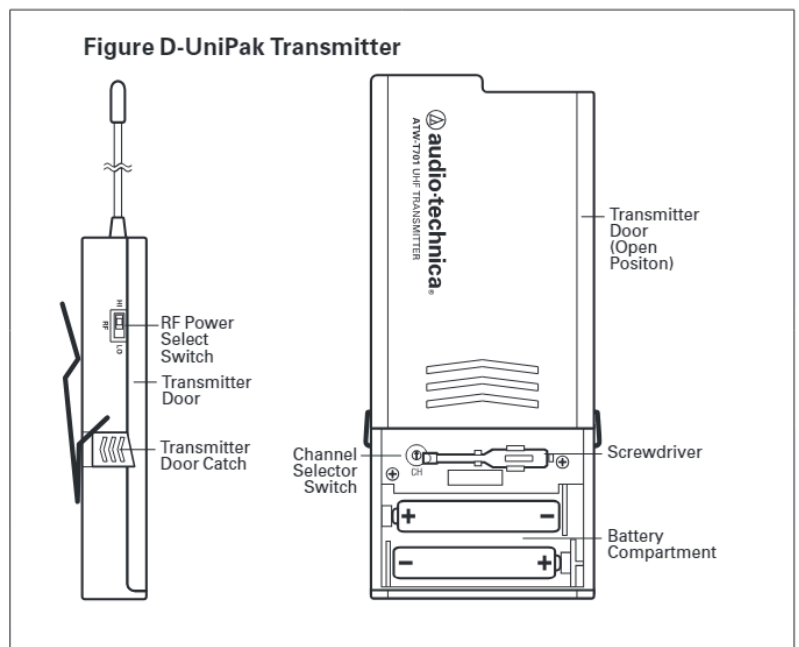 Figure D-UniPak Transmitter
audio-technica®
ATW-T701 UHF TRANSMITTER
Transmitter
Door
(Open
Positon)
HI
RF
LO
RF Power
Select
Switch
Transmitter
Door
Transmitter
Door Catch
Channel
Selector
Switch
CH
Screwdriver
+ −
Battery
Compartment
− +